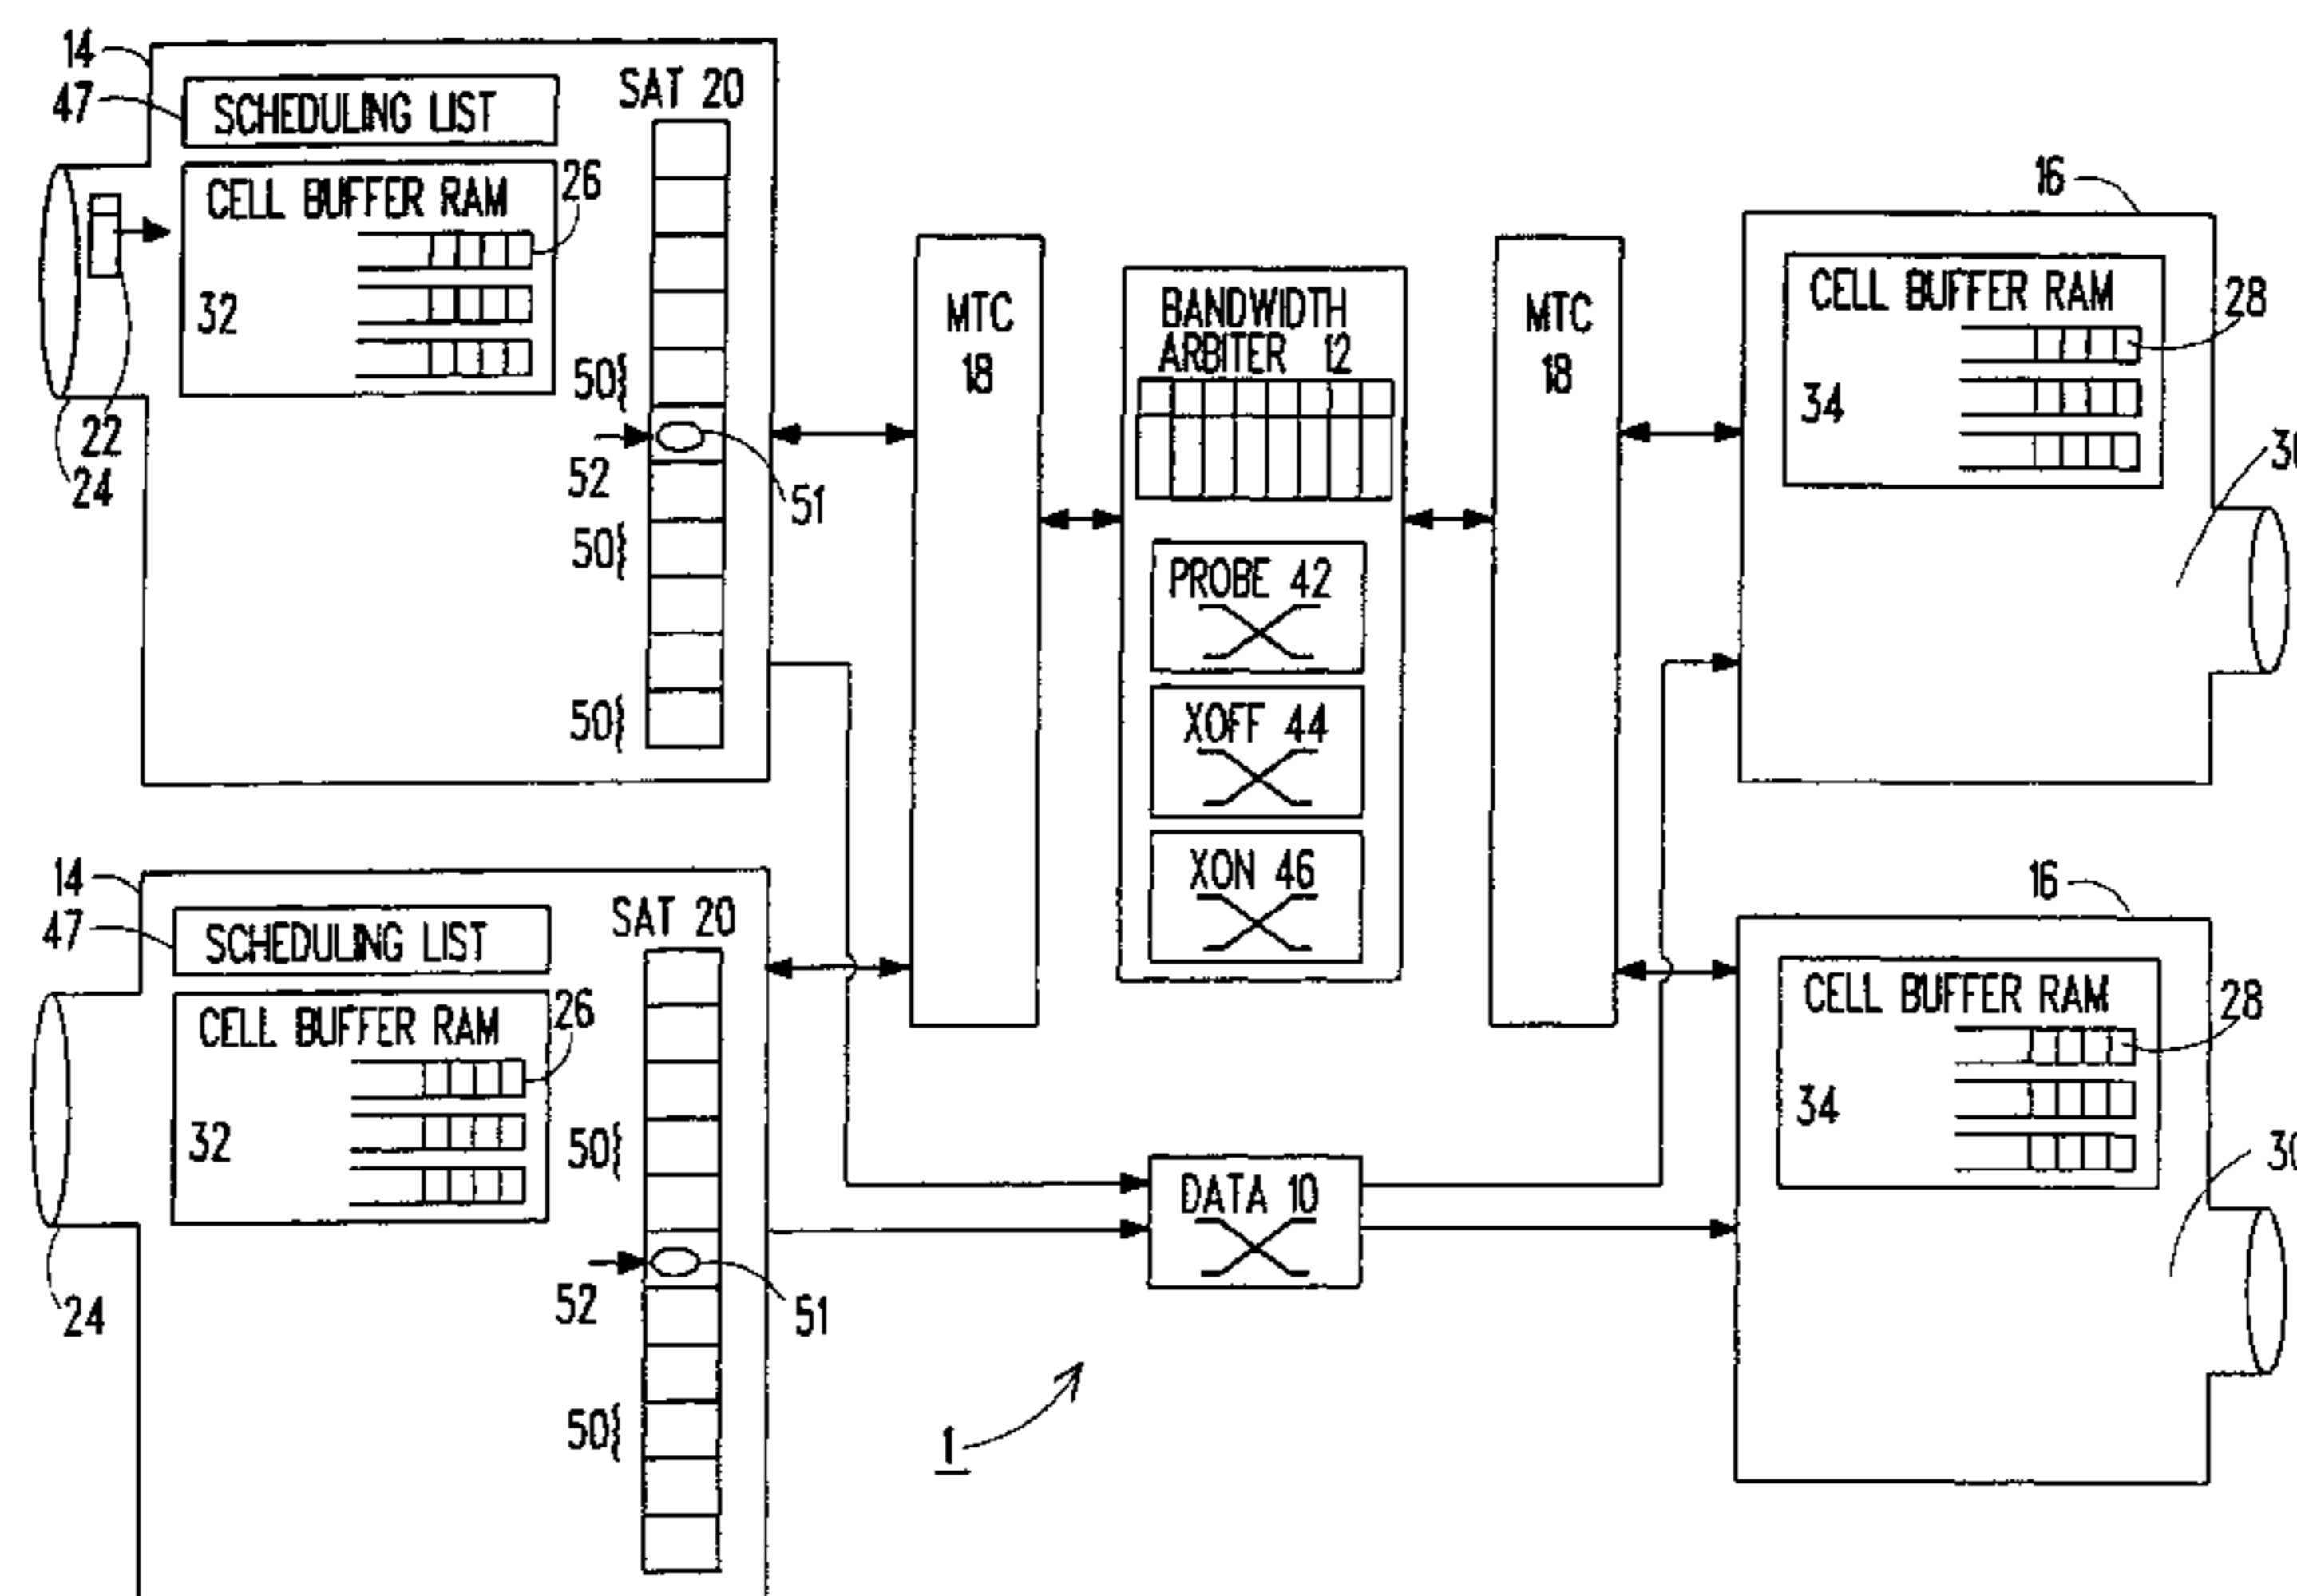 14
47
SCHEDULING LIST
SAT 20
CELL BUFFER RAM
26
32
22
24
50
52
51
50
50
MTC
18
BANDWIDTH
ARBITER 12
PROBE 42
XOFF 44
XON 46
MTC
18
16
CELL BUFFER RAM
28
34
14
47
SCHEDULING LIST
SAT 20
CELL BUFFER RAM
26
32
24
50
52
51
50
DATA 10
1
16
CELL BUFFER RAM
28
34
30